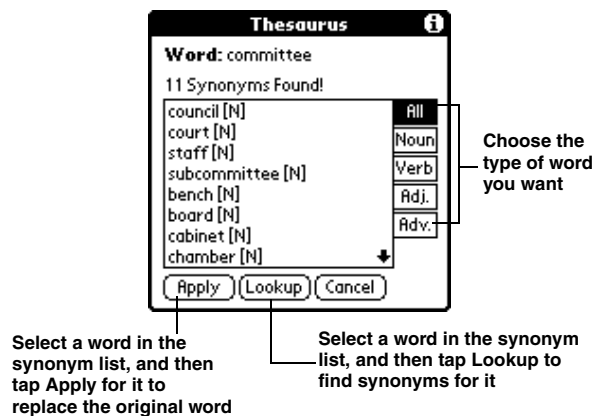 Thesaurus
Word: committee
11 Synonyms Found!
council [N]
court [N]
staff [N]
subcommittee [N]
bench [N]
board [N]
cabinet [N]
chamber [N]
All
Noun
Verb
Adj.
Adv.
Choose the
type of word
you want
Apply Lookup Cancel
Select a word in the
synonym list, and then
tap Apply for it to
replace the original word
Select a word in the synonym
list, and then tap Lookup to
find synonyms for it